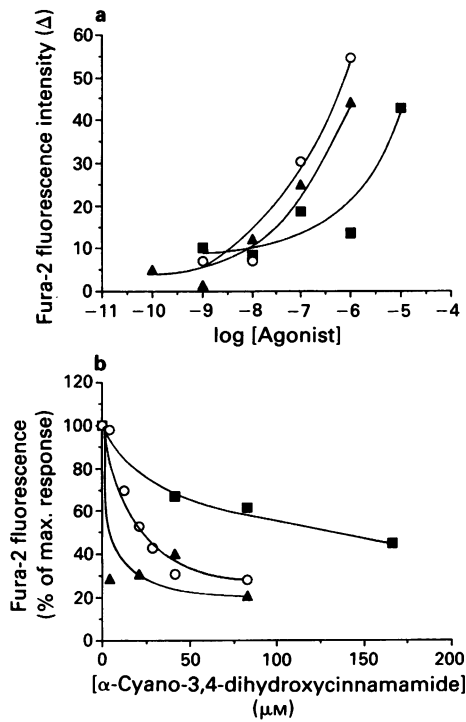 a
Fura-2 fluorescence intensity (Δ)
60
50
40
30
20
10
0
−10 −9 −8 −7 −6 −5 −4
log [Agonist]
b
Fura-2 fluorescence
(% of max. response)
120
100
80
60
40
20
0
0 50 100 150 200
[α-Cyano-3,4-dihydroxycinnamamide]
(μM)